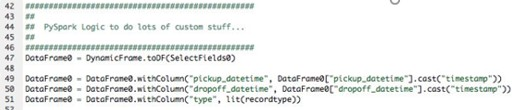 42 ##############################################
43 ##
44 ## PySpark Logic to do lots of custom stuff...
45 ##
46 ##############################################
47 DataFrame0 = DynamicFrame.toDF(SelectFields0)
48
49 DataFrame0 = DataFrame0.withColumn("pickup_datetime", DataFrame0["pickup_datetime"].cast("timestamp"))
50 DataFrame0 = DataFrame0.withColumn("dropoff_datetime", DataFrame0["dropoff_datetime"].cast("timestamp"))
51 DataFrame0 = DataFrame0.withColumn("type", lit(recordtype))